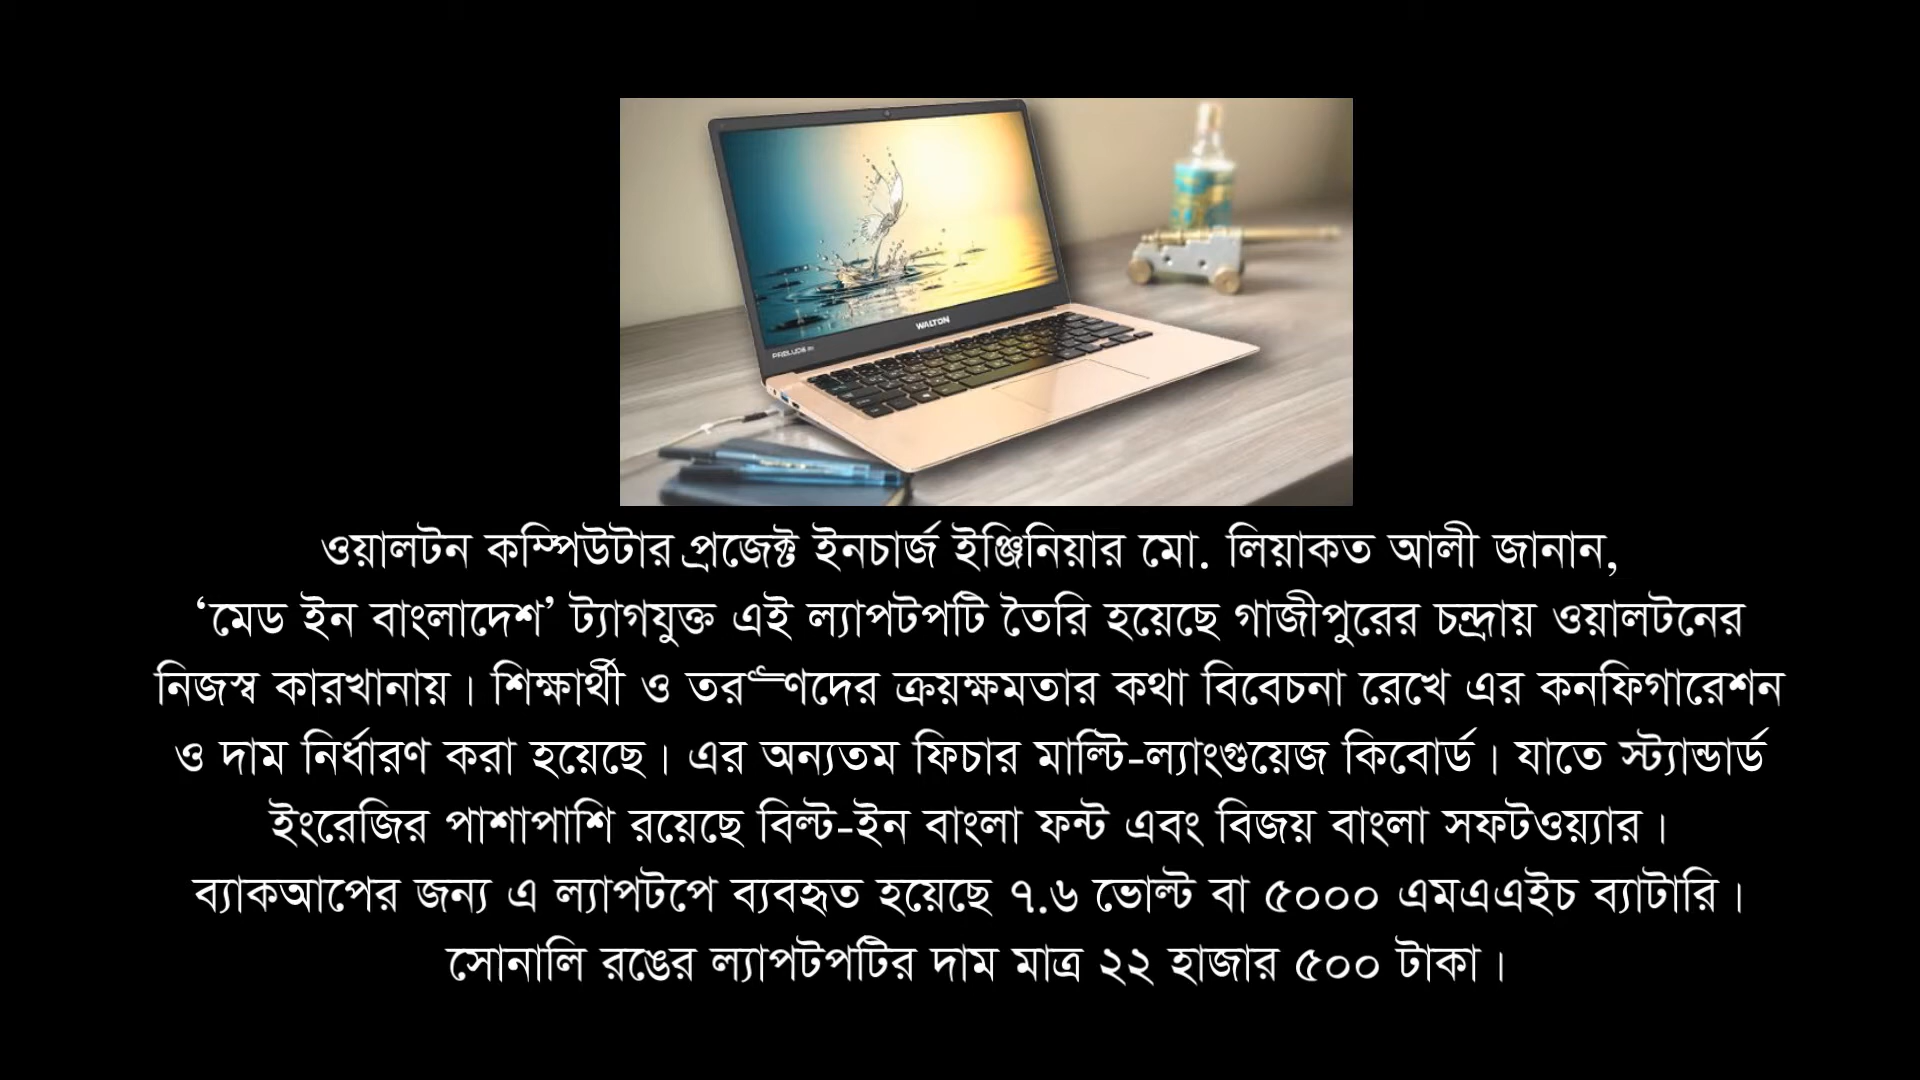 WALTON
PRELUDE
ওয়ালটন কম্পিউটার প্রজেক্ট ইনচার্জ ইঞ্জিনিয়ার মো. লিয়াকত আলী জানান,
‘মেড ইন বাংলাদেশ’ ট্যাগযুক্ত এই ল্যাপটপটি তৈরি হয়েছে গাজীপুরের চন্দ্রায় ওয়ালটনের
নিজস্ব কারখানায়। শিক্ষার্থী ও তর“ণদের ক্রয়ক্ষমতার কথা বিবেচনা রেখে এর কনফিগারেশন
ও দাম নির্ধারণ করা হয়েছে। এর অন্যতম ফিচার মাল্টি-ল্যাংগুয়েজ কিবোর্ড। যাতে স্ট্যান্ডার্ড
ইংরেজির পাশাপাশি রয়েছে বিল্ট-ইন বাংলা ফন্ট এবং বিজয় বাংলা সফটওয়্যার।
ব্যাকআপের জন্য এ ল্যাপটপে ব্যবহৃত হয়েছে ৭.৬ ভোল্ট বা ৫০০০ এমএএইচ ব্যাটারি।
সোনালি রঙের ল্যাপটপটির দাম মাত্র ২২ হাজার ৫০০ টাকা।